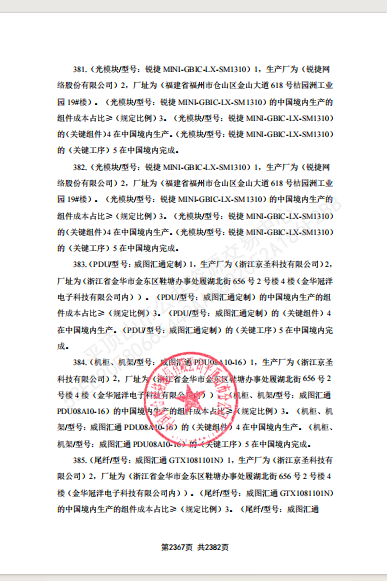 381.（光模块/型号：锐捷 MINI-GBIC-LX-SM1310）1，生产厂为（锐捷网
络股份有限公司）2，厂址为（福建省福州市仓山区金山大道 618 号桔园洲工业
园 19#楼）。（光模块/型号：锐捷 MINI-GBIC-LX-SM1310）的中国境内生产的
组件成本占比≥（规定比例）3。（光模块/型号：锐捷 MINI-GBIC-LX-SM1310）
的（关键组件）4 在中国境内生产。（光模块/型号：锐捷 MINI-GBIC-LX-SM1310）
的（关键工序）5 在中国境内完成。
382.（光模块/型号：锐捷 MINI-GBIC-LX-SM1310）1，生产厂为（锐捷网
络股份有限公司）2，厂址为（福建省福州市仓山区金山大道 618 号桔园洲工业
园 19#楼）。（光模块/型号：锐捷 MINI-GBIC-LX-SM1310）的中国境内生产的
组件成本占比≥（规定比例）3。（光模块/型号：锐捷 MINI-GBIC-LX-SM1310）
的（关键组件）4 在中国境内生产。（光模块/型号：锐捷 MINI-GBIC-LX-SM1310）
的（关键工序）5 在中国境内完成。
383.（PDU/型号：威图汇通定制）1，生产厂为（浙江京圣科技有限公司）2，
厂址为（浙江省金华市金东区鞋塘办事处履湖北街 656 号 2 号楼 4 楼（金华冠洋
电子科技有限公司内））。（PDU/型号：威图汇通定制）的中国境内生产的组
件成本占比≥（规定比例）3。（PDU/型号：威图汇通定制）的（关键组件）4
在中国境内生产。（PDU/型号：威图汇通定制）的（关键工序）5 在中国境内完
成。
384.（机柜、机架/型号：威图汇通 PDU08A10-16）1，生产厂为（浙江京圣
科技有限公司）2，厂址为（浙江省金华市金东区鞋塘办事处履湖北街 656 号 2
号楼 4 楼（金华冠洋电子科技有限公司内））。（机柜、机架/型号：威图汇通
PDU08A10-16）的中国境内生产的组件成本占比≥（规定比例）3。（机柜、机
架/型号：威图汇通 PDU08A10-16）的（关键组件）4 在中国境内生产。（机柜、
机架/型号：威图汇通 PDU08A10-16）的（关键工序）5 在中国境内完成。
385.（尾纤/型号：威图汇通 GTX1081101N）1，生产厂为（浙江京圣科技有
限公司）2，厂址为（浙江省金华市金东区鞋塘办事处履湖北街 656 号 2 号楼 4
楼（金华冠洋电子科技有限公司内））。（尾纤/型号：威图汇通 GTX1081101N）
的中国境内生产的组件成本占比≥（规定比例）3。（尾纤/型号：威图汇通
第2367页 共2382页